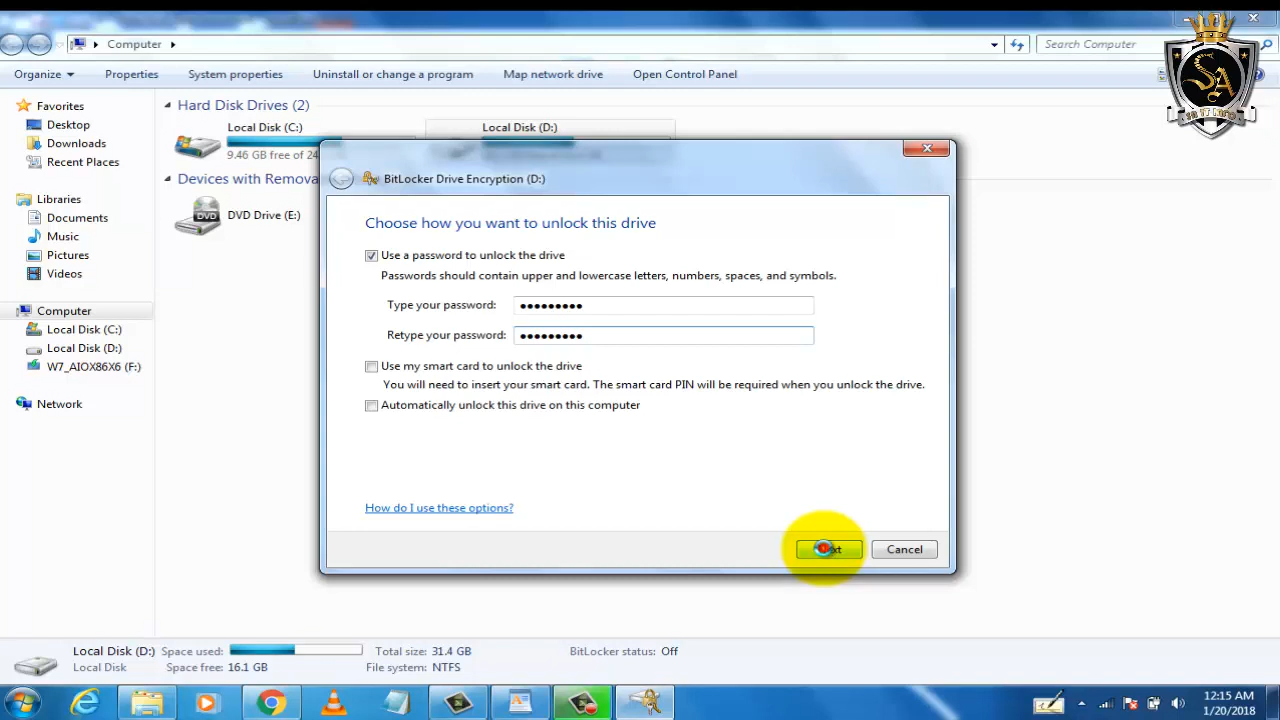 Computer
Search Computer
Organize
Properties
System properties
Uninstall or change a program
Map network drive
Open Control Panel
Favorites
Desktop
Downloads
Recent Places
Libraries
Documents
Music
Pictures
Videos
Computer
Local Disk (C:)
Local Disk (D:)
W7_AIOX86X6 (F:)
Network
Hard Disk Drives (2)
Local Disk (C:)
9.46 GB free of 24
Local Disk (D:)
Devices with Remova
DVD
DVD Drive (E:)
BitLocker Drive Encryption (D:)
Choose how you want to unlock this drive
Use a password to unlock the drive
Passwords should contain upper and lowercase letters, numbers, spaces, and symbols.
Type your password: ●●●●●●●●●
Retype your password: ●●●●●●●●●
Use my smart card to unlock the drive
You will need to insert your smart card. The smart card PIN will be required when you unlock the drive.
Automatically unlock this drive on this computer
How do I use these options?
Cancel
SA
Local Disk (D:) Space used: Total size: 31.4 GB BitLocker status: Off
Local Disk Space free: 16.1 GB File system: NTFS
12:15 AM
1/20/2018